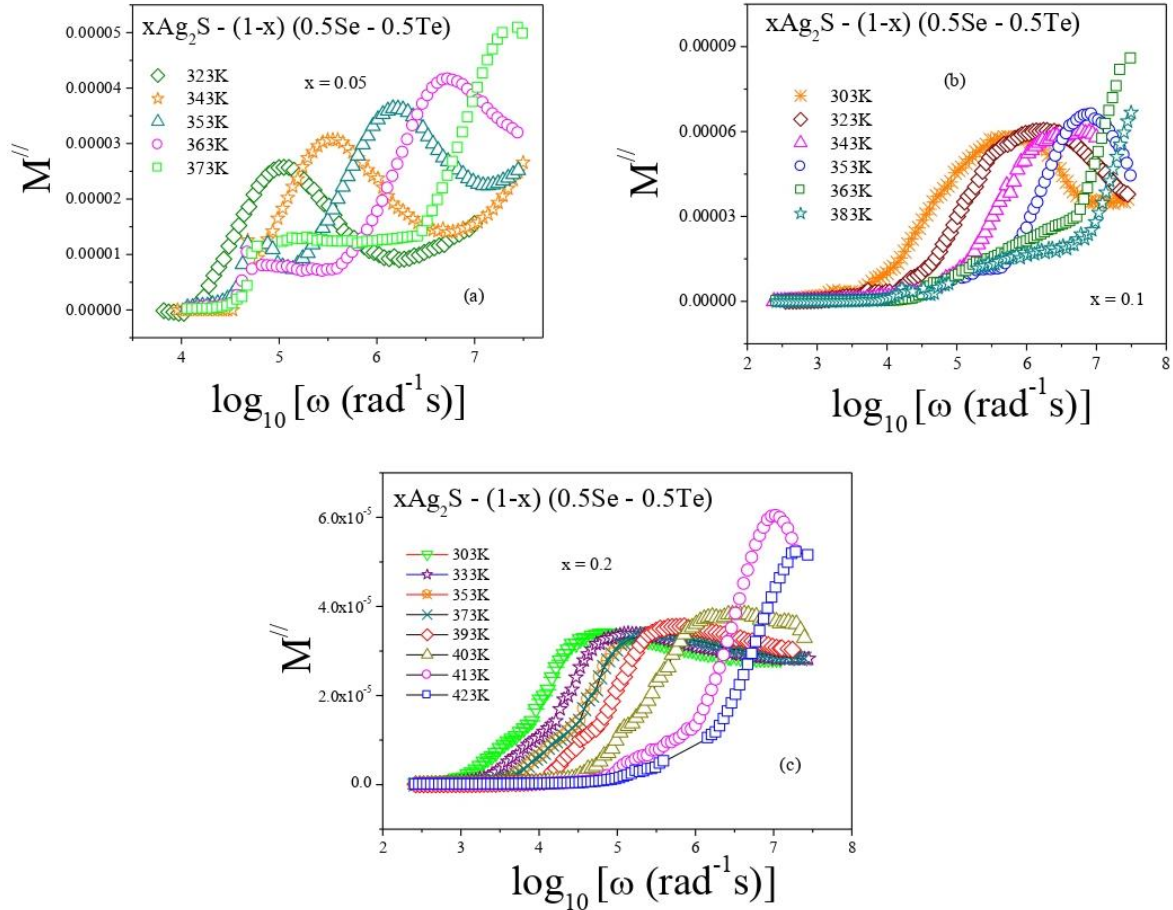 xAg₂S - (1-x) (0.5Se - 0.5Te)
0.00005
0.00004
0.00003
0.00002
0.00001
0.00000
M//
323K
343K
353K
363K
373K
x = 0.05
(a)
4 5 6 7
log₁₀ [ω (rad⁻¹s)]
xAg₂S - (1-x) (0.5Se - 0.5Te)
0.00009
0.00006
0.00003
0.00000
M//
(b)
303K
323K
343K
353K
363K
383K
x = 0.1
2 3 4 5 6 7 8
log₁₀ [ω (rad⁻¹s)]
xAg₂S - (1-x) (0.5Se - 0.5Te)
6.0x10⁻⁵
4.0x10⁻⁵
2.0x10⁻⁵
0.0
M//
303K
333K
353K
373K
393K
403K
413K
423K
x = 0.2
(c)
2 3 4 5 6 7 8
log₁₀ [ω (rad⁻¹s)]